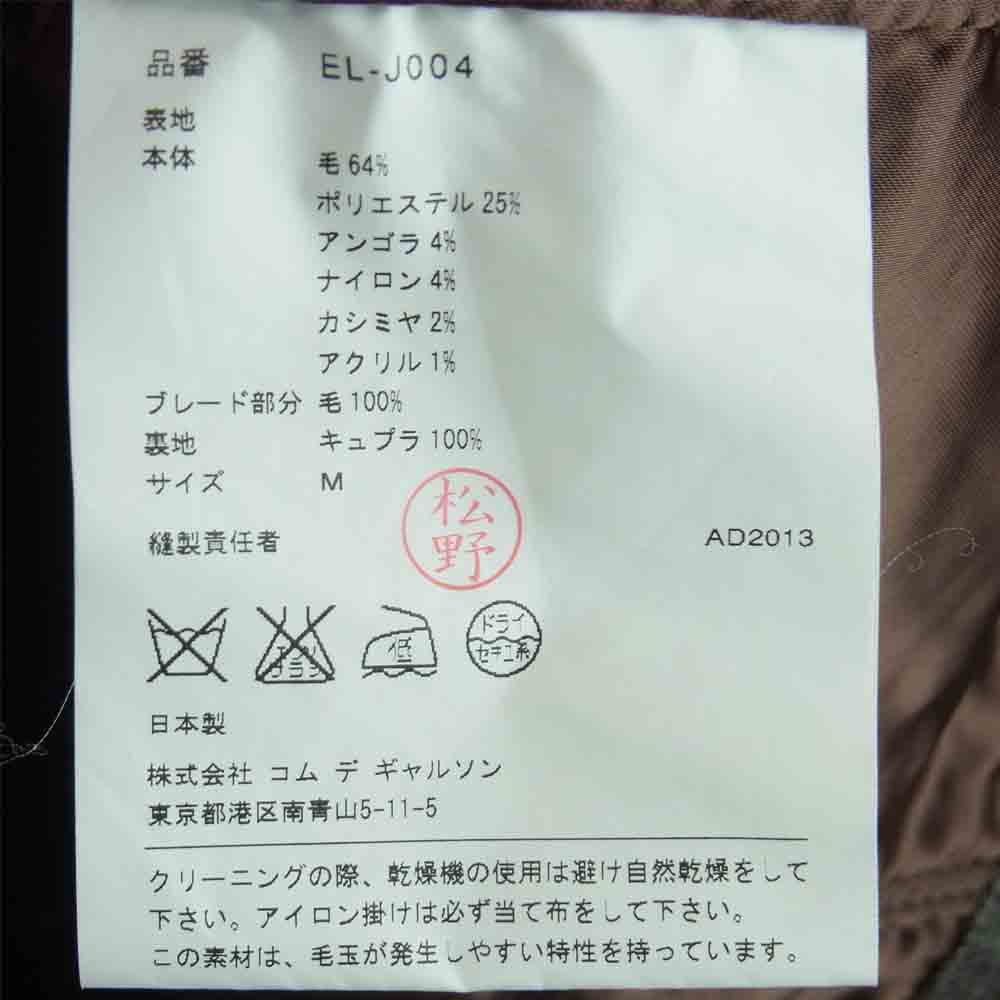 品番 EL-J004
表地
本体 毛 64%
ポリエステル 25%
アンゴラ 4%
ナイロン 4%
カシミヤ 2%
アクリル 1%
ブレード部分 毛 100%
裏地 キュプラ 100%
サイズ M
松野
縫製責任者 AD2013
エンソ
サラシ
低
ドライ
セキユ系
日本製
株式会社 コム デ ギャルソン
東京都港区南青山5-11-5
クリーニングの際、乾燥機の使用は避け自然乾燥をして
下さい。アイロン掛けは必ず当て布をして下さい。
この素材は、毛玉が発生しやすい特性を持っています。